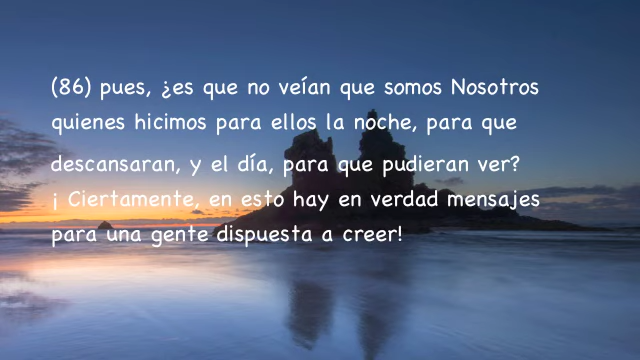 (86) pues, ¿es que no veían que somos Nosotros
quienes hicimos para ellos la noche, para que
descansaran, y el día, para que pudieran ver?
¡ Ciertamente, en esto hay en verdad mensajes
para una gente dispuesta a creer!